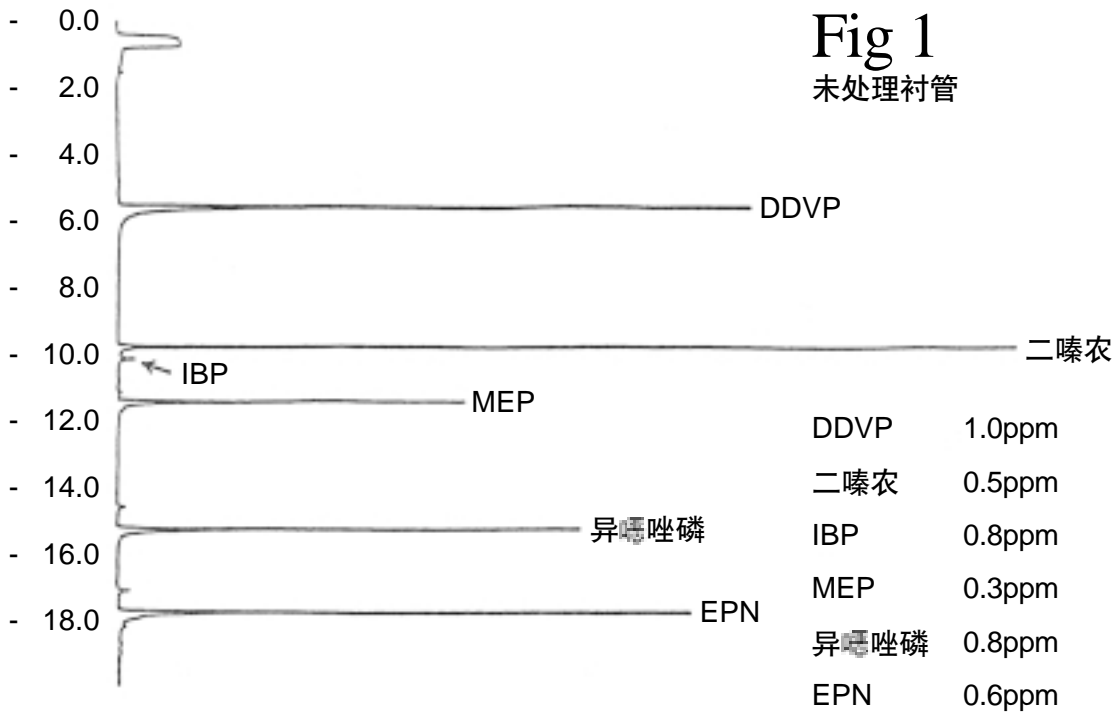 Fig 1
未处理衬管
- 0.0
- 2.0
- 4.0
- 6.0
- 8.0
- 10.0
- 12.0
- 14.0
- 16.0
- 18.0
DDVP
二嗪农
IBP
MEP
异噁唑磷
EPN
DDVP 1.0ppm
二嗪农 0.5ppm
IBP 0.8ppm
MEP 0.3ppm
异噁唑磷 0.8ppm
EPN 0.6ppm